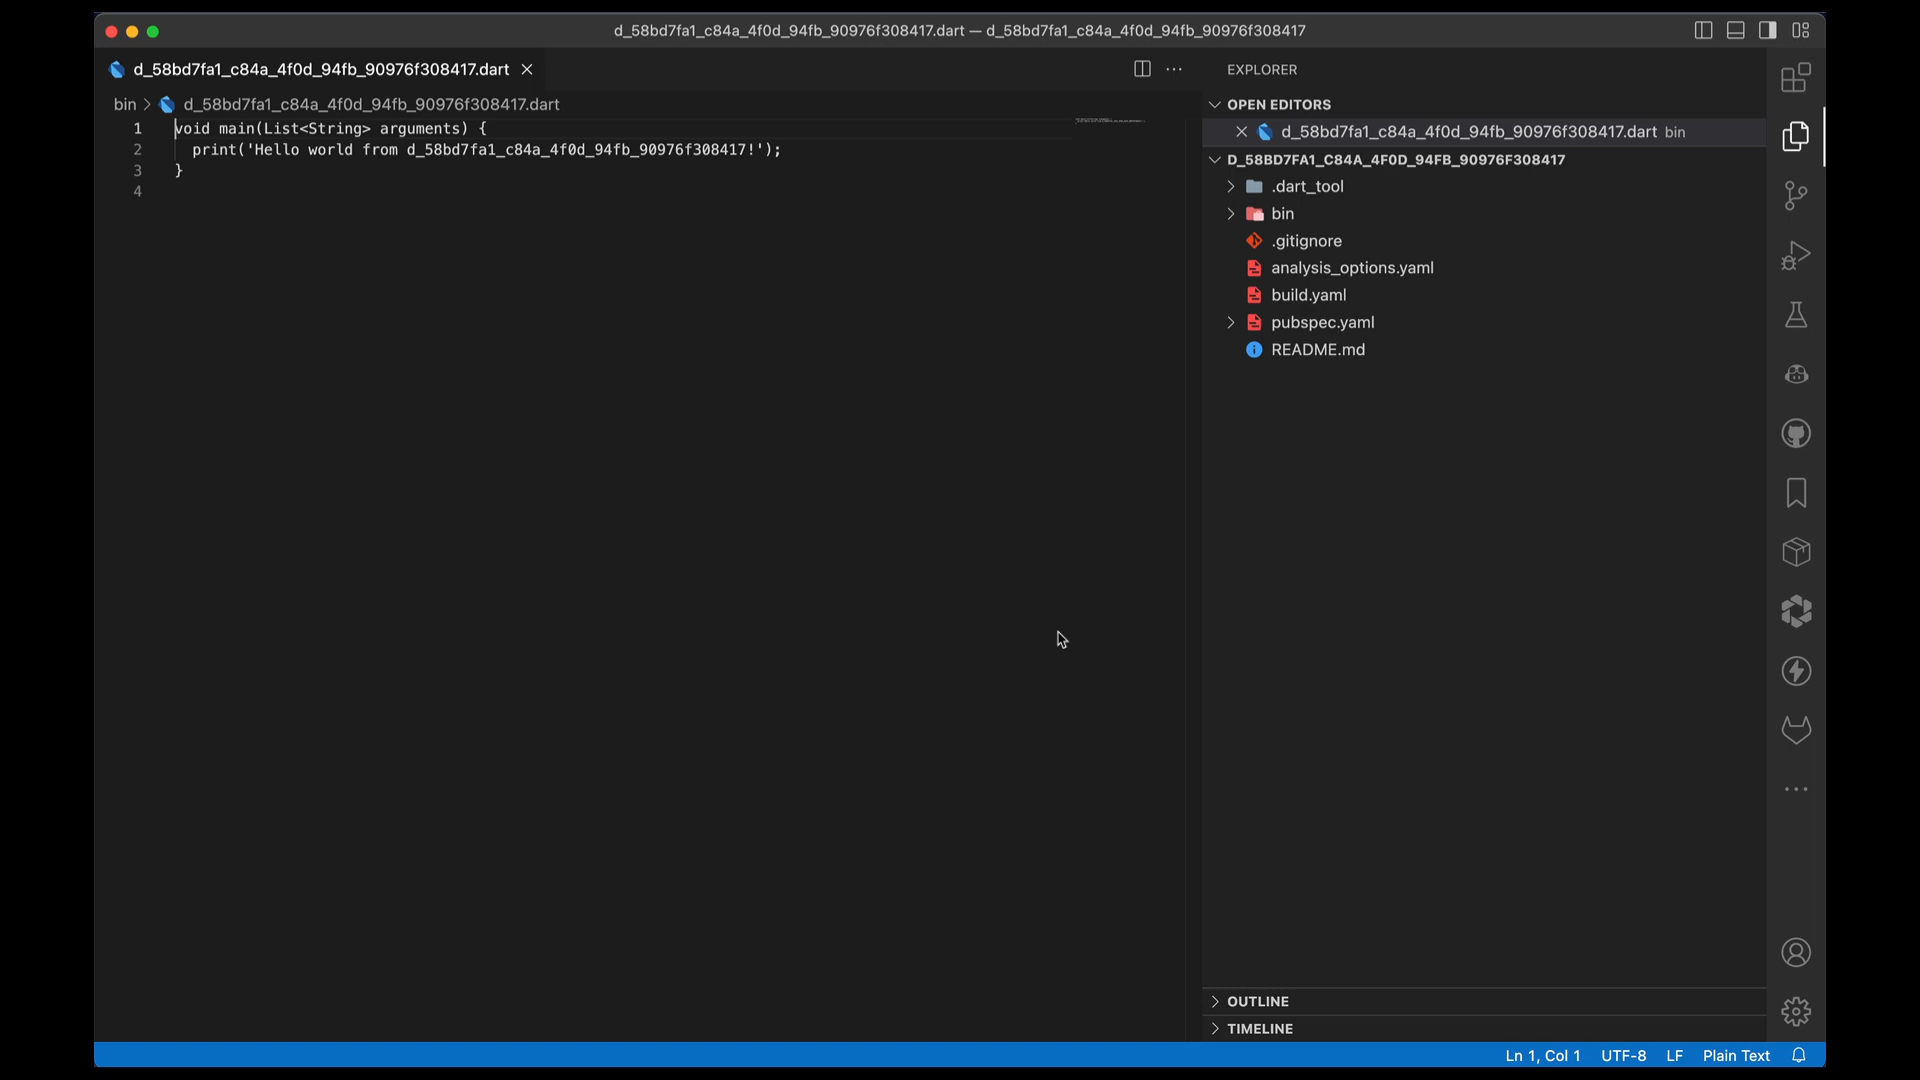 d_58bd7fa1_c84a_4f0d_94fb_90976f308417.dart — d_58bd7fa1_c84a_4f0d_94fb_90976f308417
d_58bd7fa1_c84a_4f0d_94fb_90976f308417.dart
bin > d_58bd7fa1_c84a_4f0d_94fb_90976f308417.dart
1 void main(List<String> arguments) {
2 print('Hello world from d_58bd7fa1_c84a_4f0d_94fb_90976f308417!');
3 }
4
EXPLORER
OPEN EDITORS
d_58bd7fa1_c84a_4f0d_94fb_90976f308417.dart bin
D_58BD7FA1_C84A_4F0D_94FB_90976F308417
.dart_tool
bin
.gitignore
analysis_options.yaml
build.yaml
pubspec.yaml
README.md
OUTLINE
TIMELINE
Ln 1, Col 1 UTF-8 LF Plain Text